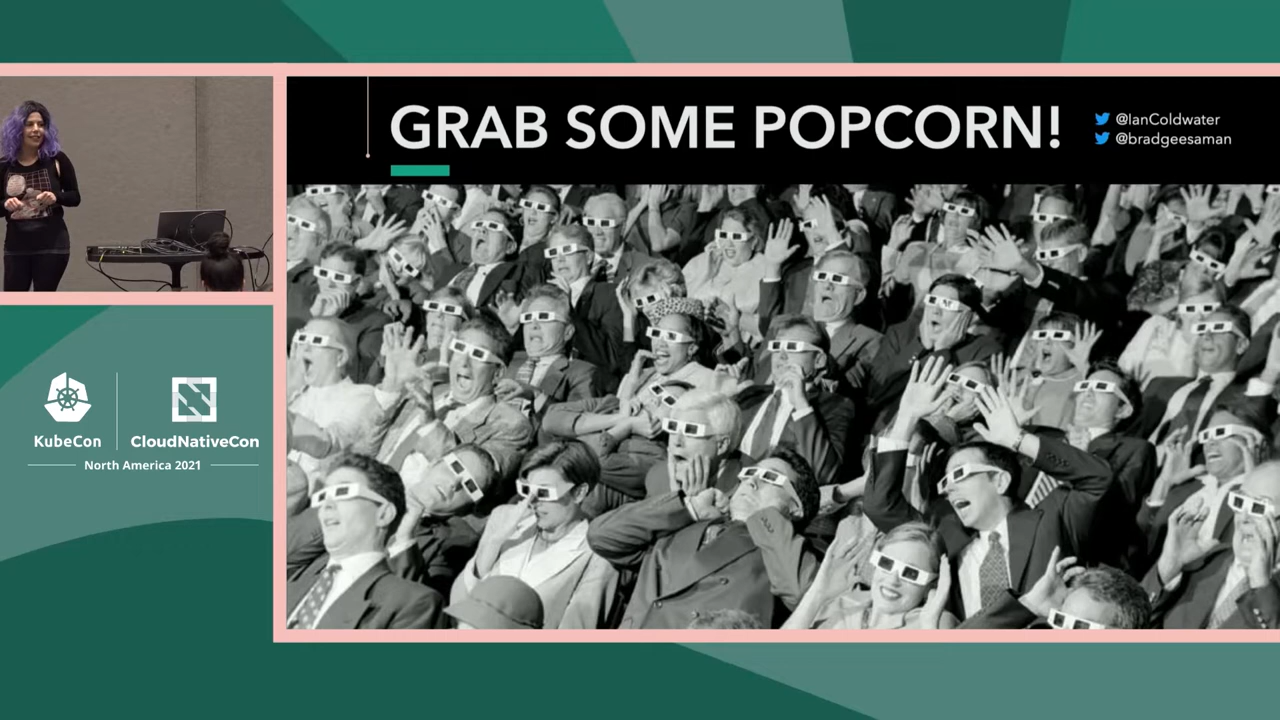 GRAB SOME POPCORN!
@IanColdwater
@bradgeesaman
KubeCon
CloudNativeCon
North America 2021